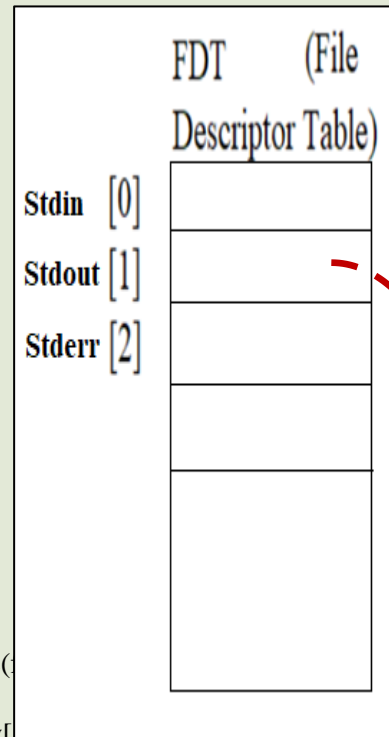 FDT (File
Descriptor Table)
Stdin [0]
Stdout [1]
Stderr [2]